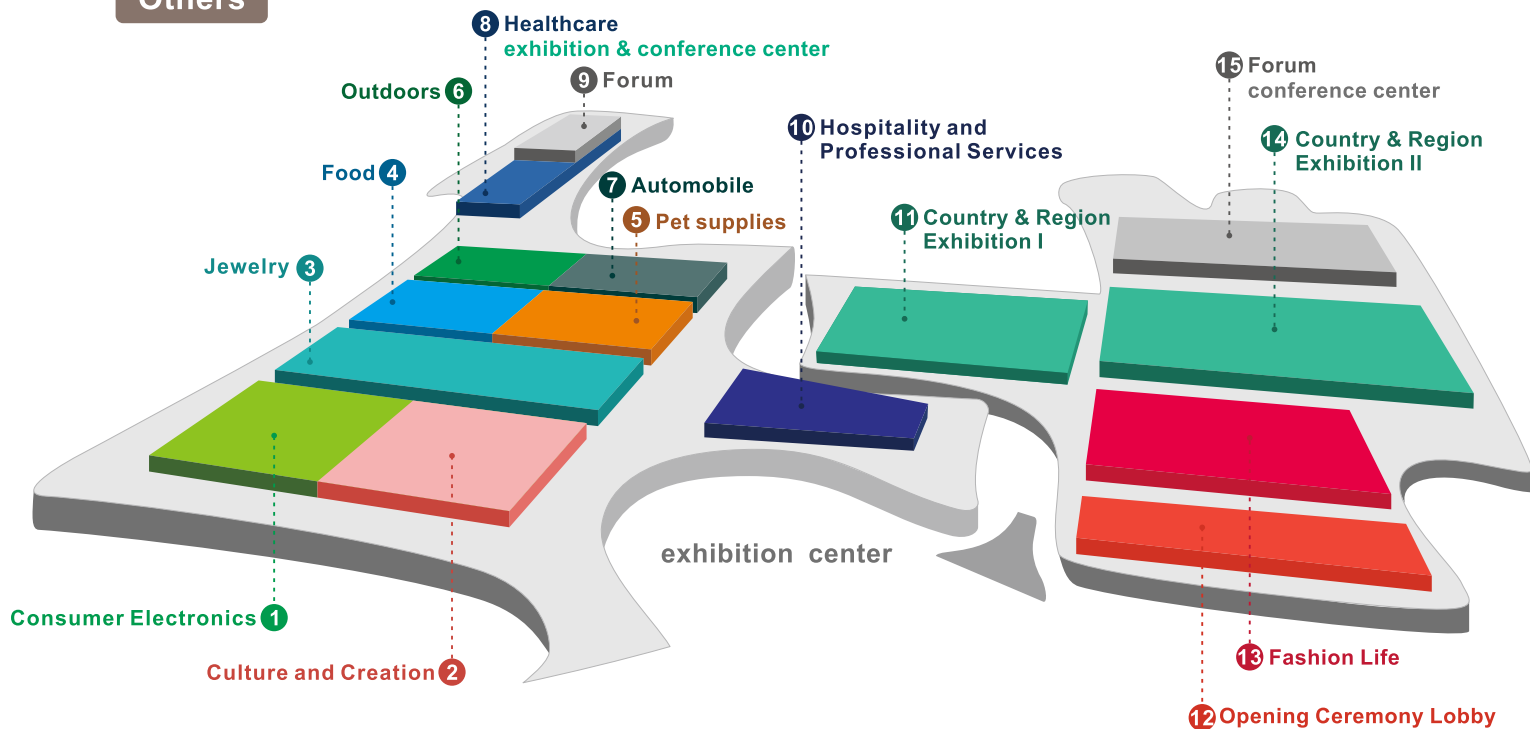 Others
8 Healthcare
exhibition & conference center
9 Forum
Outdoors 6
15 Forum
conference center
10 Hospitality and
Professional Services
14 Country & Region
Exhibition II
Food 4
7 Automobile
5 Pet supplies
11 Country & Region
Exhibition I
Jewelry 3
exhibition center
Consumer Electronics 1
Culture and Creation 2
13 Fashion Life
12 Opening Ceremony Lobby